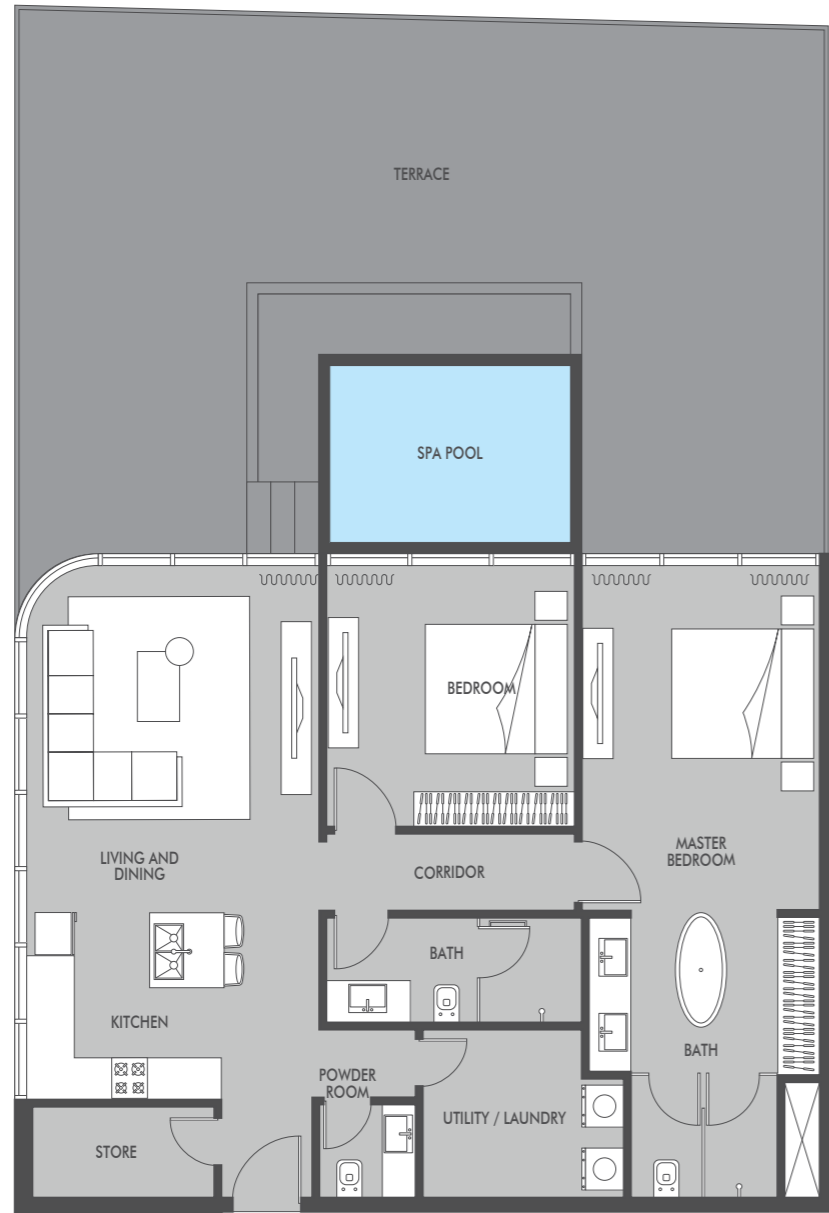 TERRACE
SPA POOL
BEDROOM
LIVING AND
DINING
CORRIDOR
MASTER
BEDROOM
BATH
KITCHEN
BATH
POWDER
ROOM
UTILITY / LAUNDRY
STORE